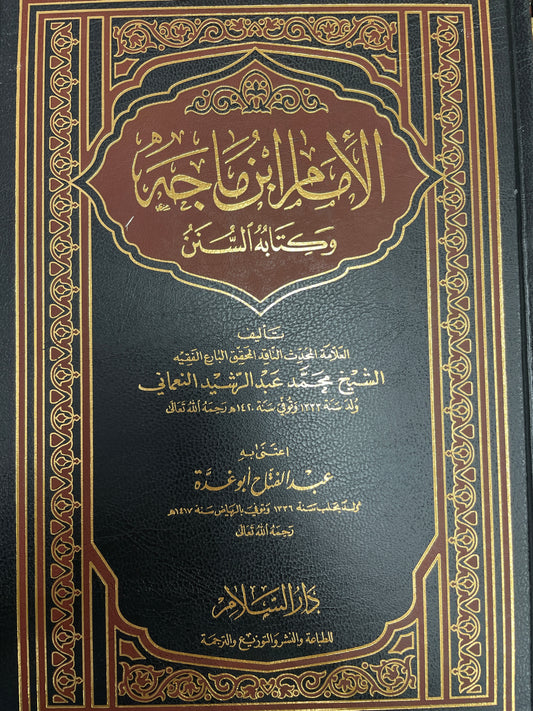 الإمام ابن ماجه
وكتابه السنن
تأليف
العلامة المحدث الناقد المحقق البارع الفقيه
الشيخ محمد عبد الرشيد النعماني
ولد سنة ١٣٣٣ وتوفي سنة ١٤٢٠هـ رحمه الله تعالى
اعتنى به
عبد الفتاح أبو غدة
ولد بحلب سنة ١٣٣٦ وتوفي بالرياض سنة ١٤١٧هـ
رحمه الله تعالى
دار السلام
للطباعة والنشر والتوزيع والترجمة